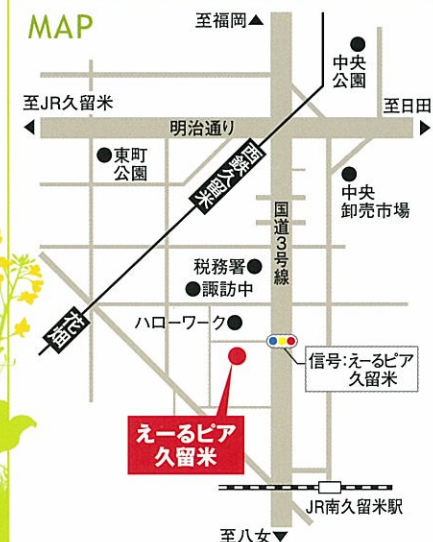 MAP
至福岡▲
中央
公園
至JR久留米
◀
明治通り
至日田
▶
東町
公園
西鉄久留米
中央
卸売市場
国道3号線
税務署
諏訪中
花畑
ハローワーク
信号:えーるピア
久留米
えーるピア
久留米
JR南久留米駅
至八女▼